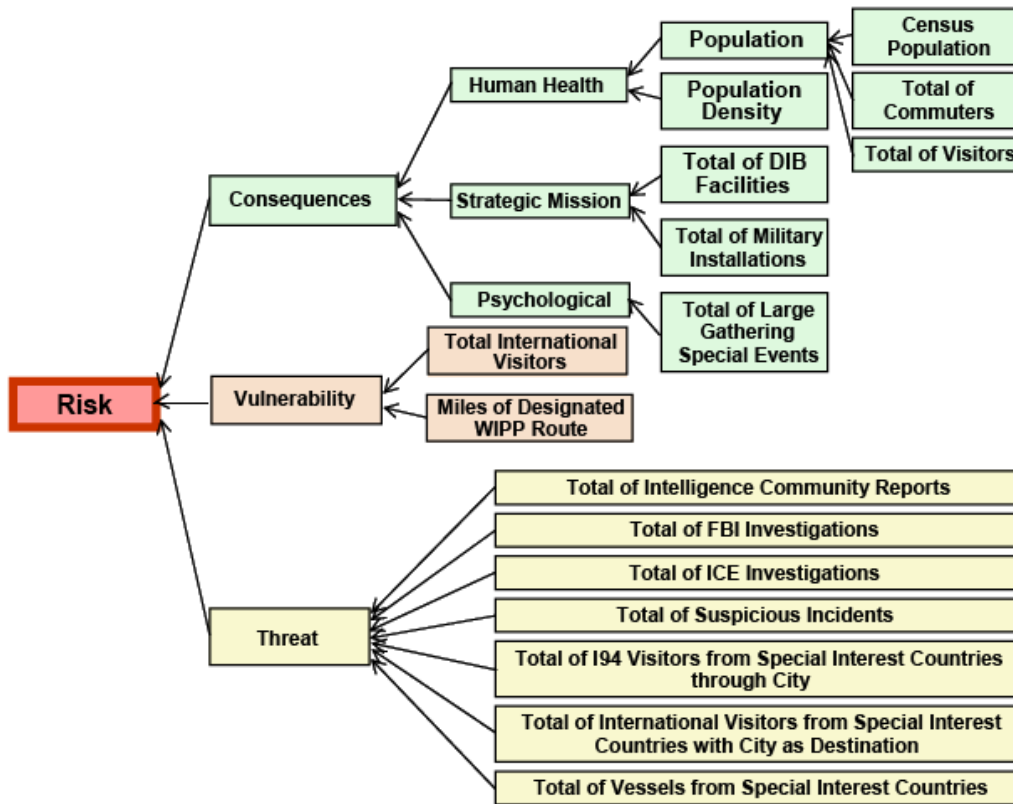 Census
Population
Population
Total of
Commuters
Human Health
Population
Density
Total of Visitors
Total of DIB
Facilities
Consequences
Strategic Mission
Total of Military
Installations
Psychological
Total of Large
Gathering
Special Events
Total International
Visitors
Risk
Vulnerability
Miles of Designated
WIPP Route
Total of Intelligence Community Reports
Total of FBI Investigations
Total of ICE Investigations
Total of Suspicious Incidents
Threat
Total of I94 Visitors from Special Interest Countries
through City
Total of International Visitors from Special Interest
Countries with City as Destination
Total of Vessels from Special Interest Countries